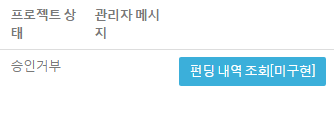 프로젝트 상
태
관리자 메시
지
승인거부
펀딩 내역 조회[미구현]